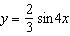 y = 2/3 sin 4x